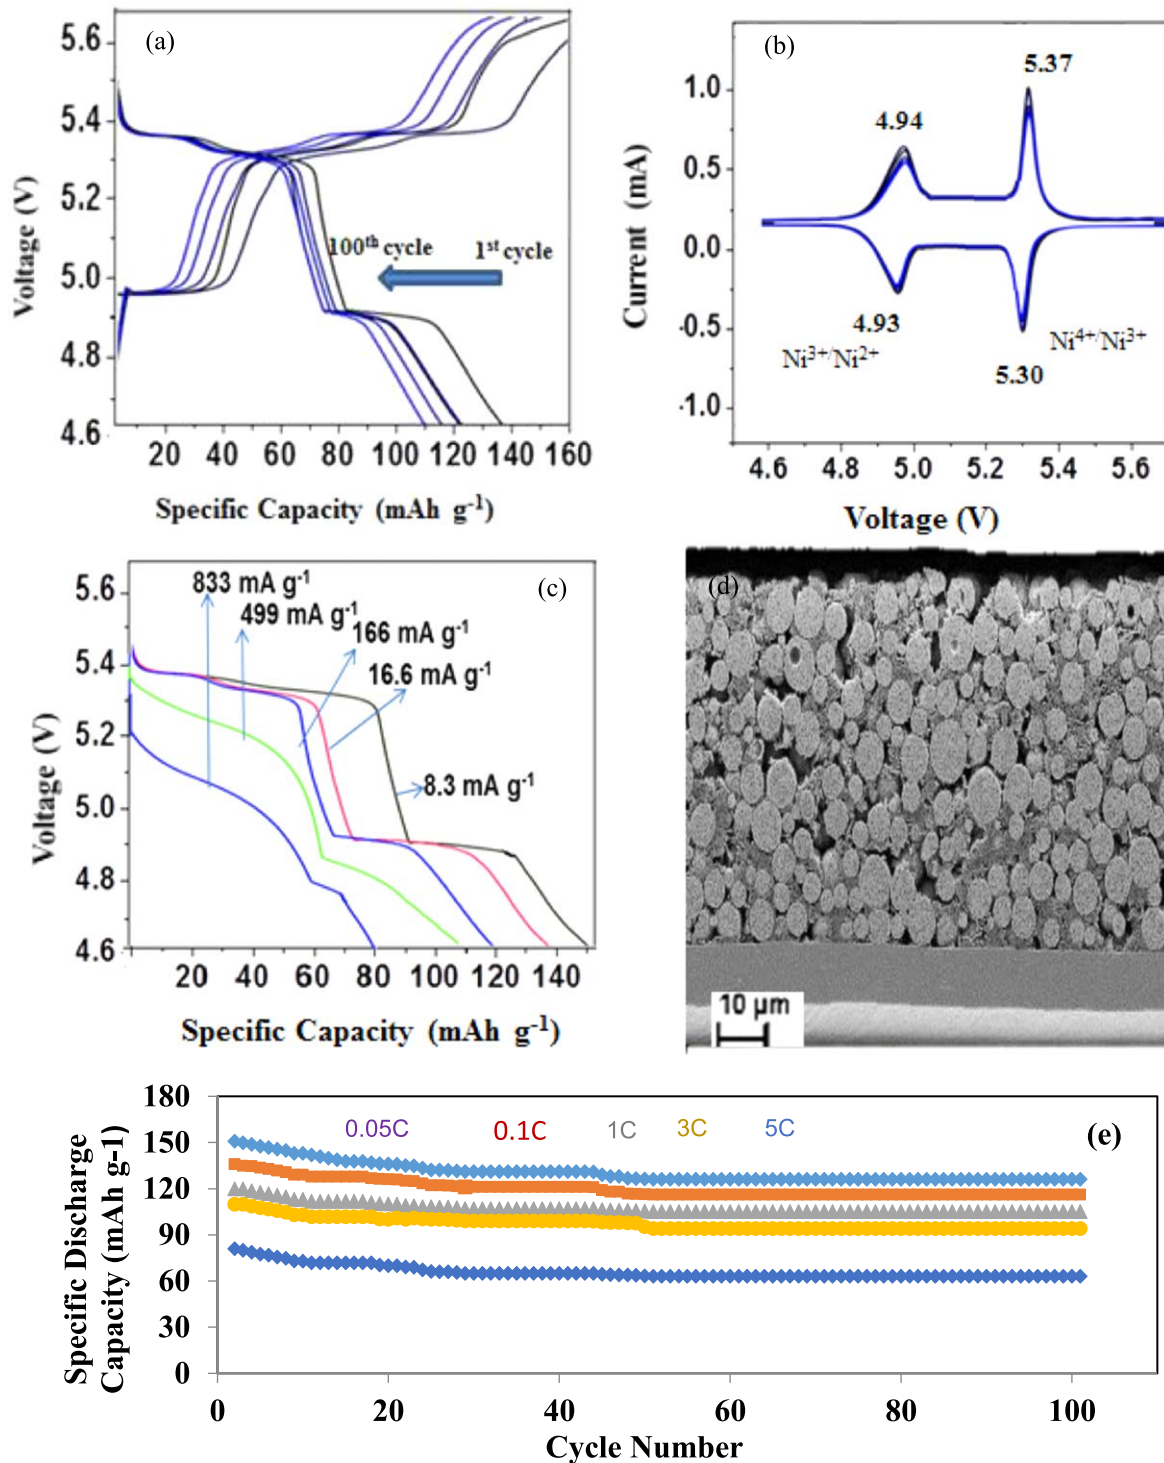 (a)
5.6
5.4
5.2
5.0
4.8
4.6
Voltage (V)
100th cycle
1st cycle
20 40 60 80 100 120 140 160
Specific Capacity (mAh g-1)
(b)
5.37
4.94
1.0
0.5
0.0
-0.5
-1.0
Current (mA)
4.93
Ni3+/Ni2+
Ni4+/Ni3+
5.30
4.6 4.8 5.0 5.2 5.4 5.6
Voltage (V)
(c)
833 mA g-1
499 mA g-1
166 mA g-1
16.6 mA g-1
8.3 mA g-1
5.6
5.4
5.2
5.0
4.8
4.6
Voltage (V)
20 40 60 80 100 120 140
Specific Capacity (mAh g-1)
(d)
10 μm
(e)
0.05C 0.1C 1C 3C 5C
180
150
120
90
60
30
0
Specific Discharge
Capacity (mAh g-1)
0 20 40 60 80 100
Cycle Number